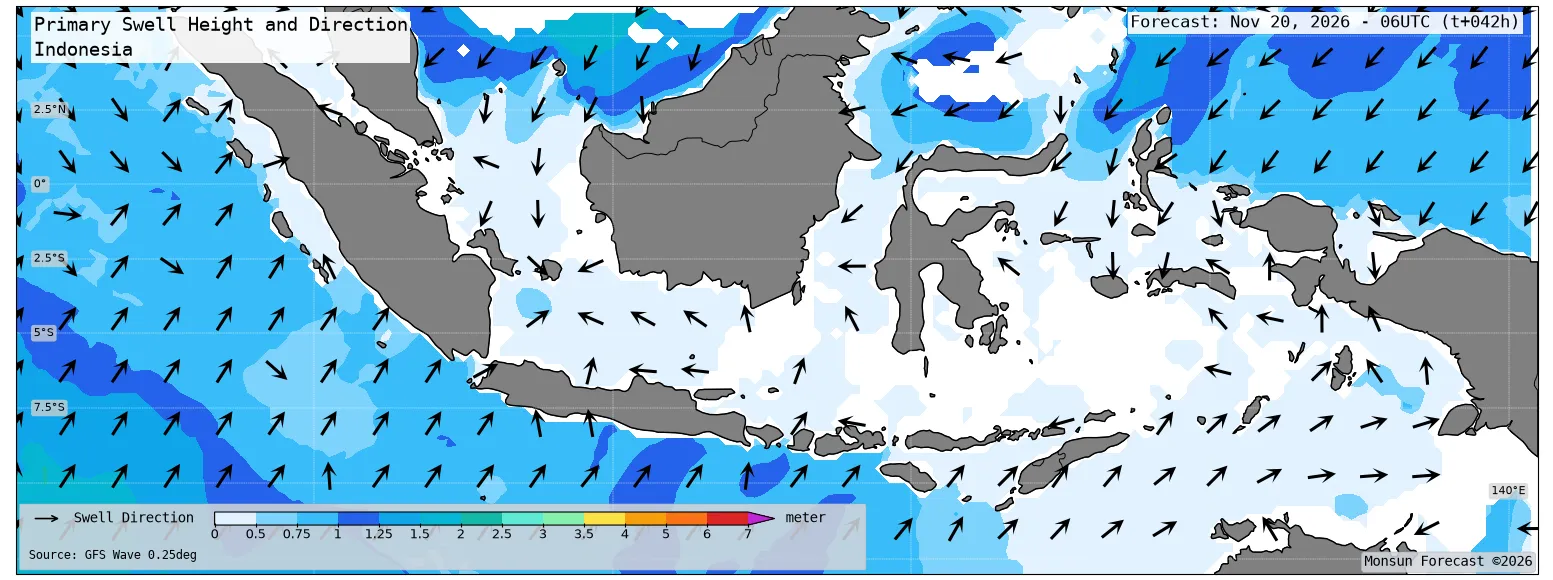 Primary Swell Height and Direction
Indonesia
Forecast: Nov 20, 2026 - 06UTC (t+042h)
2.5°N
0°
2.5°S
5°S
7.5°S
140°E
Swell Direction
0 0.5 0.75 1 1.25 1.5 2 2.5 3 3.5 4 5 6 7
meter
Source: GFS Wave 0.25deg
Monsun Forecast ©2026